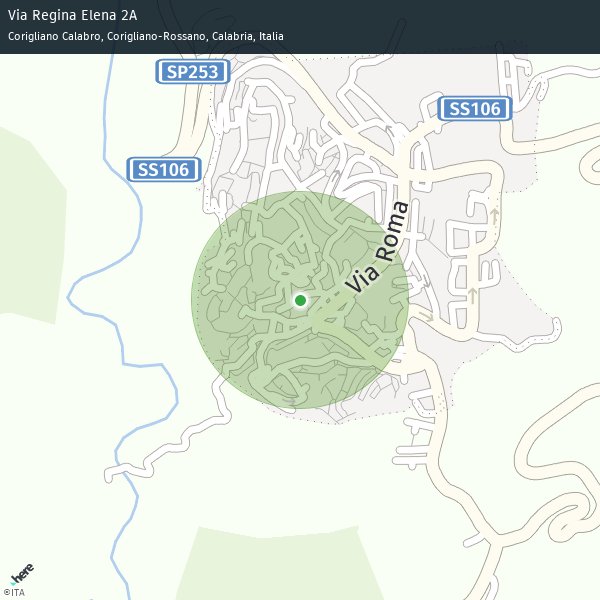 Via Regina Elena 2A
Corigliano Calabro, Corigliano-Rossano, Calabria, Italia
SP253
SS106
SS106
Via Roma
here
©ITA